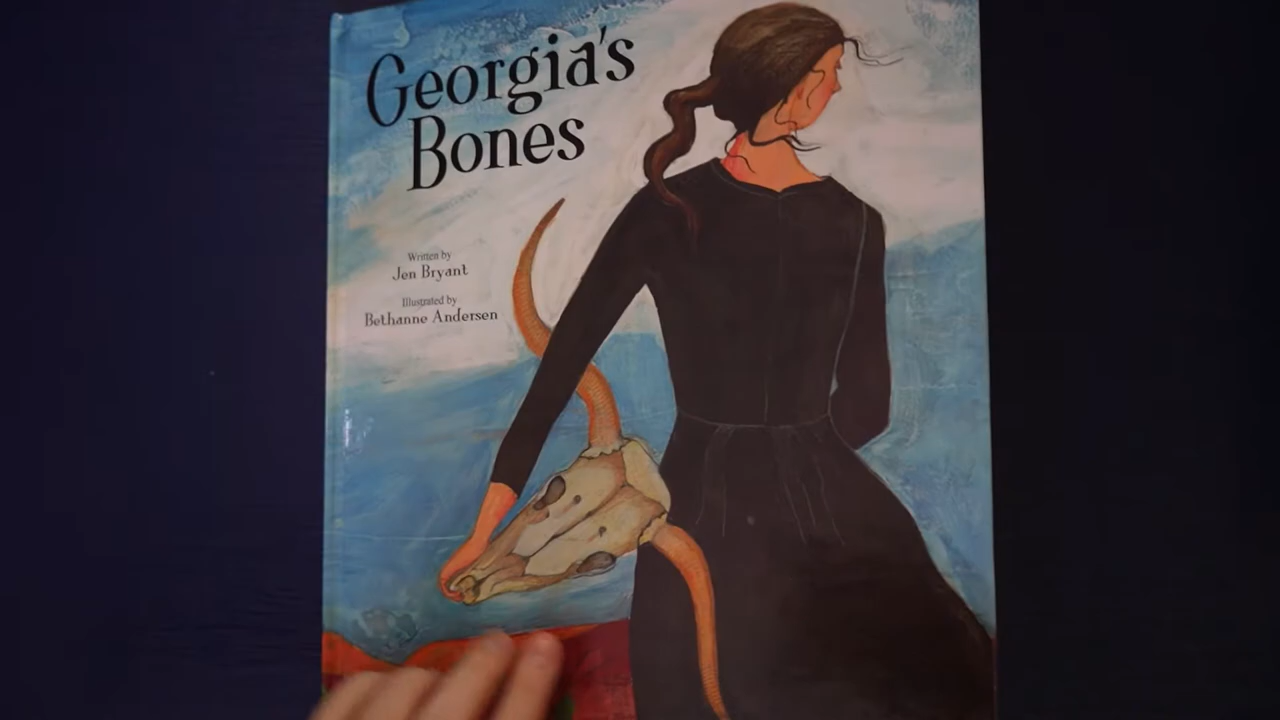 Georgia's
Bones
Written by
Jen Bryant
Illustrated by
Bethanne Andersen